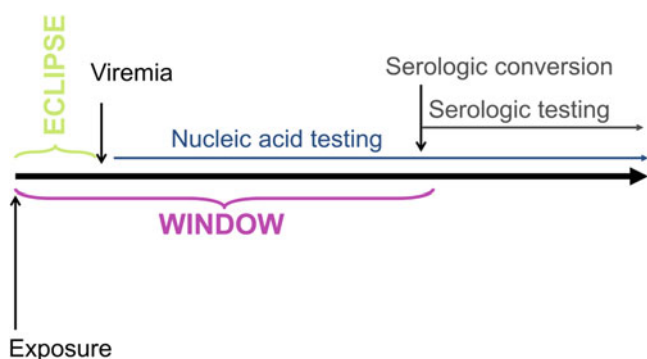 ECLIPSE
Viremia
Serologic conversion
Serologic testing
Nucleic acid testing
WINDOW
Exposure